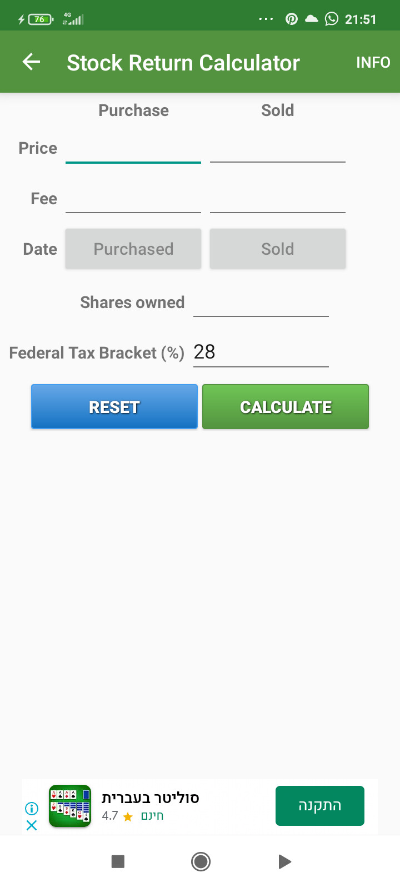 76 4G ... 21:51
Stock Return Calculator INFO
Purchase Sold
Price
Fee
Date Purchased Sold
Shares owned
Federal Tax Bracket (%) 28
RESET CALCULATE
סוליטר בעברית
4.7 ★ חינם
התקנה